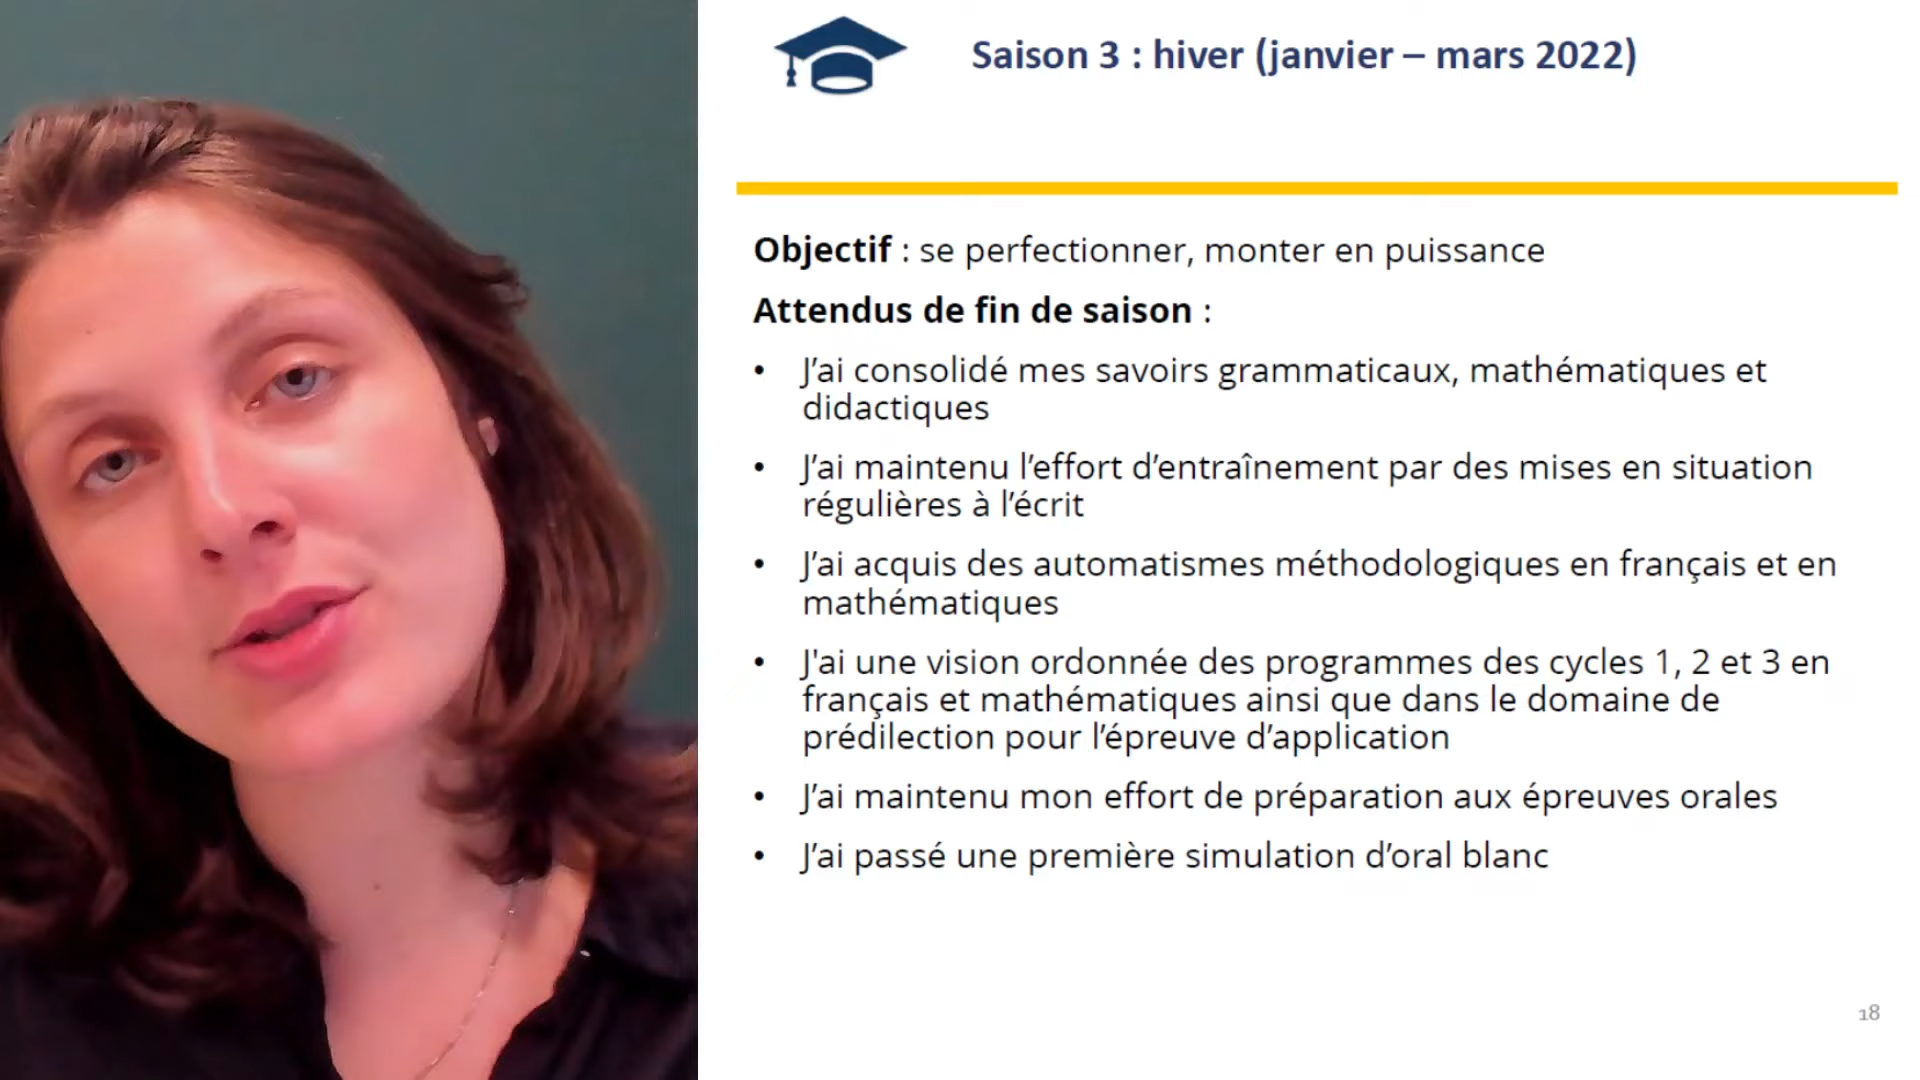 Saison 3 : hiver (janvier – mars 2022)
Objectif : se perfectionner, monter en puissance
Attendus de fin de saison :
• J’ai consolidé mes savoirs grammaticaux, mathématiques et
didactiques
• J’ai maintenu l’effort d’entraînement par des mises en situation
régulières à l’écrit
• J’ai acquis des automatismes méthodologiques en français et en
mathématiques
• J'ai une vision ordonnée des programmes des cycles 1, 2 et 3 en
français et mathématiques ainsi que dans le domaine de
prédilection pour l’épreuve d’application
• J’ai maintenu mon effort de préparation aux épreuves orales
• J’ai passé une première simulation d’oral blanc
18